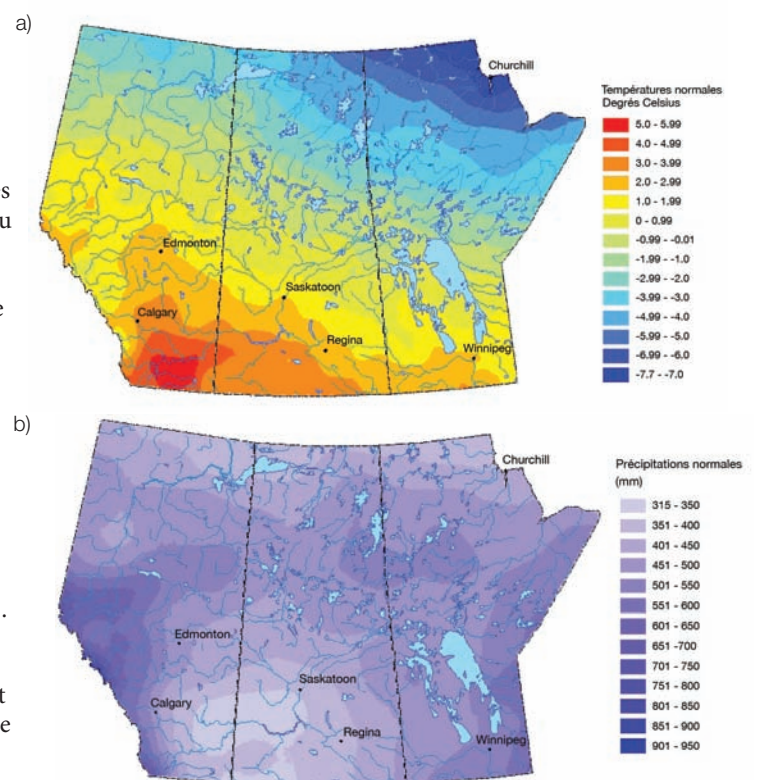 a)
Churchill
Températures normales
Degrés Celsius
5.0 - 5.99
4.0 - 4.99
3.0 - 3.99
2.0 - 2.99
1.0 - 1.99
0 - 0.99
-0.99 - -0.01
-1.99 - -1.0
-2.99 - -2.0
-3.99 - -3.0
-4.99 - -4.0
-5.99 - -5.0
-6.99 - -6.0
-7.7 - -7.0
Edmonton
Saskatoon
Calgary
Regina
Winnipeg
es
u
e
b)
Churchill
Précipitations normales
(mm)
315 - 350
351 - 400
401 - 450
451 - 500
501 - 550
551 - 600
601 - 650
651 -700
701 - 750
751 - 800
801 - 850
851 - 900
901 - 950
Edmonton
Saskatoon
Calgary
Regina
Winnipeg
.
t
e